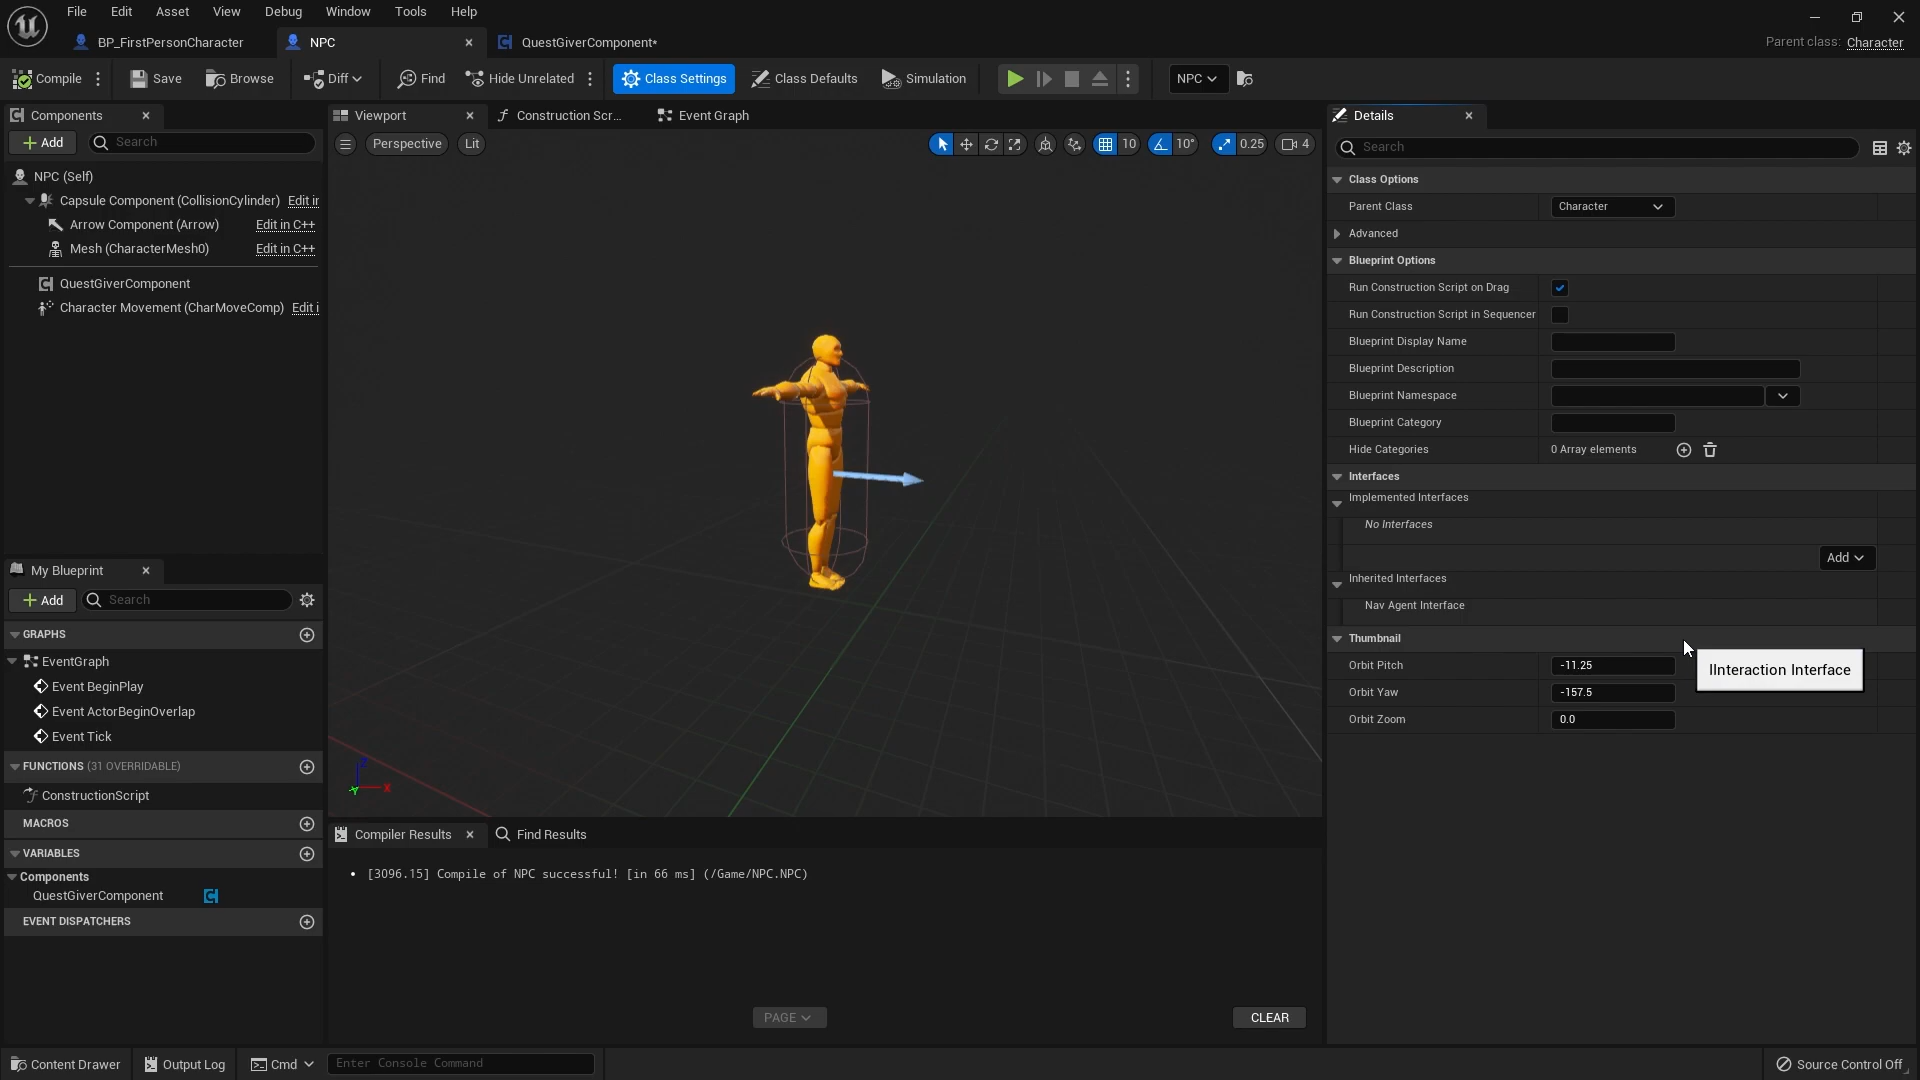 File Edit Asset View Debug Window Tools Help
BP_FirstPersonCharacter
NPC
QuestGiverComponent*
Parent class: Character
Compile
Save
Browse
Diff
Find
Hide Unrelated
Class Settings
Class Defaults
Simulation
NPC
Components
Add
Search
NPC (Self)
Capsule Component (CollisionCylinder) Edit in
Arrow Component (Arrow) Edit in C++
Mesh (CharacterMesh0) Edit in C++
QuestGiverComponent
Character Movement (CharMoveComp) Edit i
My Blueprint
Add
Search
GRAPHS
EventGraph
Event BeginPlay
Event ActorBeginOverlap
Event Tick
FUNCTIONS (31 OVERRIDABLE)
ConstructionScript
MACROS
VARIABLES
Components
QuestGiverComponent
EVENT DISPATCHERS
Viewport
Construction Scr...
Event Graph
Perspective
Lit
10
10°
0.25
4
Z
X
Y
Compiler Results
Find Results
• [3096.15] Compile of NPC successful! [in 66 ms] (/Game/NPC.NPC)
PAGE
CLEAR
Details
Search
Class Options
Parent Class Character
Advanced
Blueprint Options
Run Construction Script on Drag
Run Construction Script in Sequencer
Blueprint Display Name
Blueprint Description
Blueprint Namespace
Blueprint Category
Hide Categories 0 Array elements
Interfaces
Implemented Interfaces
No Interfaces
Add
Inherited Interfaces
Nav Agent Interface
Thumbnail
Orbit Pitch -11.25
IInteraction Interface
Orbit Yaw -157.5
Orbit Zoom 0.0
Content Drawer
Output Log
Cmd
Enter Console Command
Source Control Off